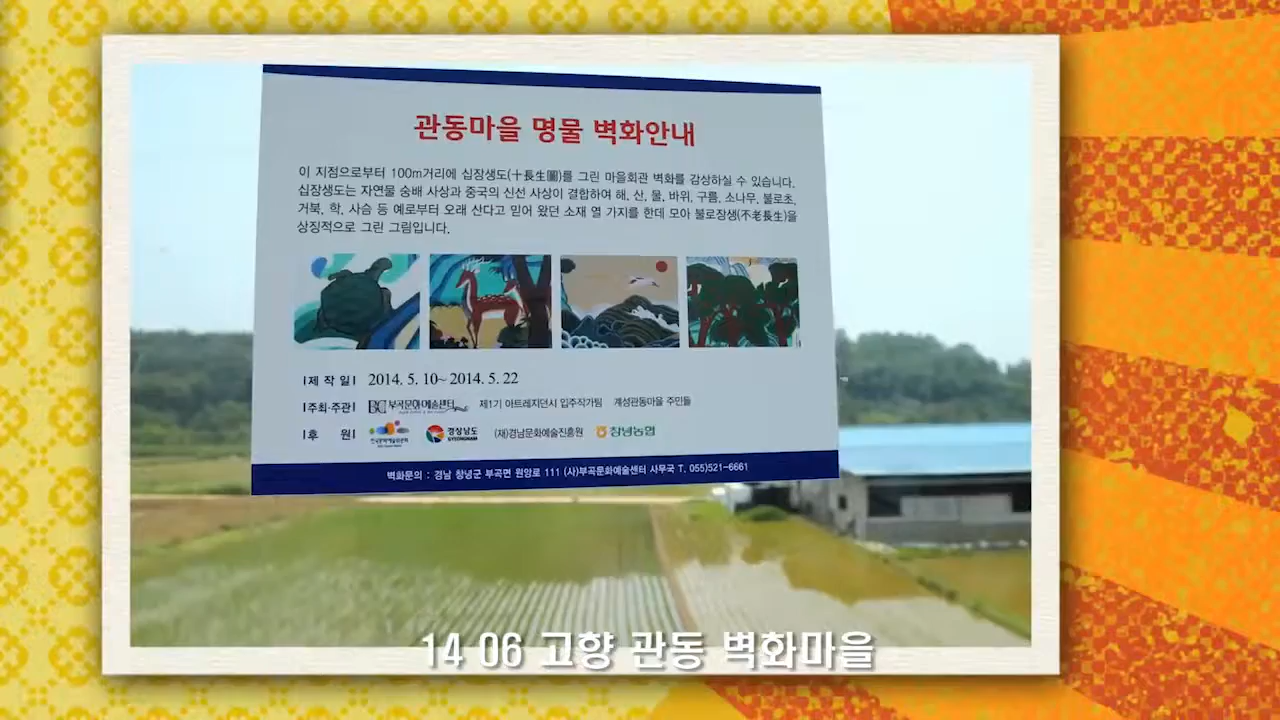 관동마을 명물 벽화안내
이 지점으로부터 100m거리에 십장생도(十長生圖)를 그린 마을회관 벽화를 감상하실 수 있습니다.
십장생도는 자연물 숭배 사상과 중국의 신선 사상이 결합하여 해, 산, 물, 바위, 구름, 소나무, 불로초,
거북, 학, 사슴 등 예로부터 오래 산다고 믿어 왔던 소재 열 가지를 한데 모아 불로장생(不老長生)을
상징적으로 그린 그림입니다.
|제 작 일| 2014. 5. 10~ 2014. 5. 22
|주최·주관| 부곡문화예술센터 제1기 아트레지던시 입주작가팀 계성관동마을 주민들
|후 원| 한국문화예술위원회 경상남도 (재)경남문화예술진흥원 창녕농협
벽화문의 : 경남 창녕군 부곡면 원앙로 111 (사)부곡문화예술센터 사무국 T. 055)521-6661
14 06 고향 관동 벽화마을